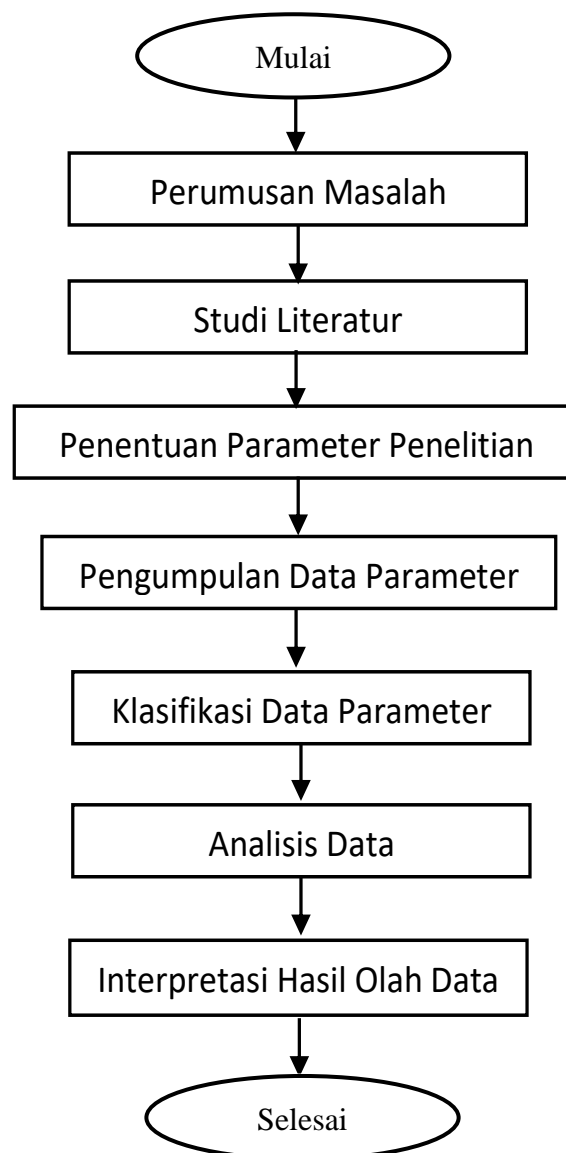 Mulai
Perumusan Masalah
Studi Literatur
Penentuan Parameter Penelitian
Pengumpulan Data Parameter
Klasifikasi Data Parameter
Analisis Data
Interpretasi Hasil Olah Data
Selesai